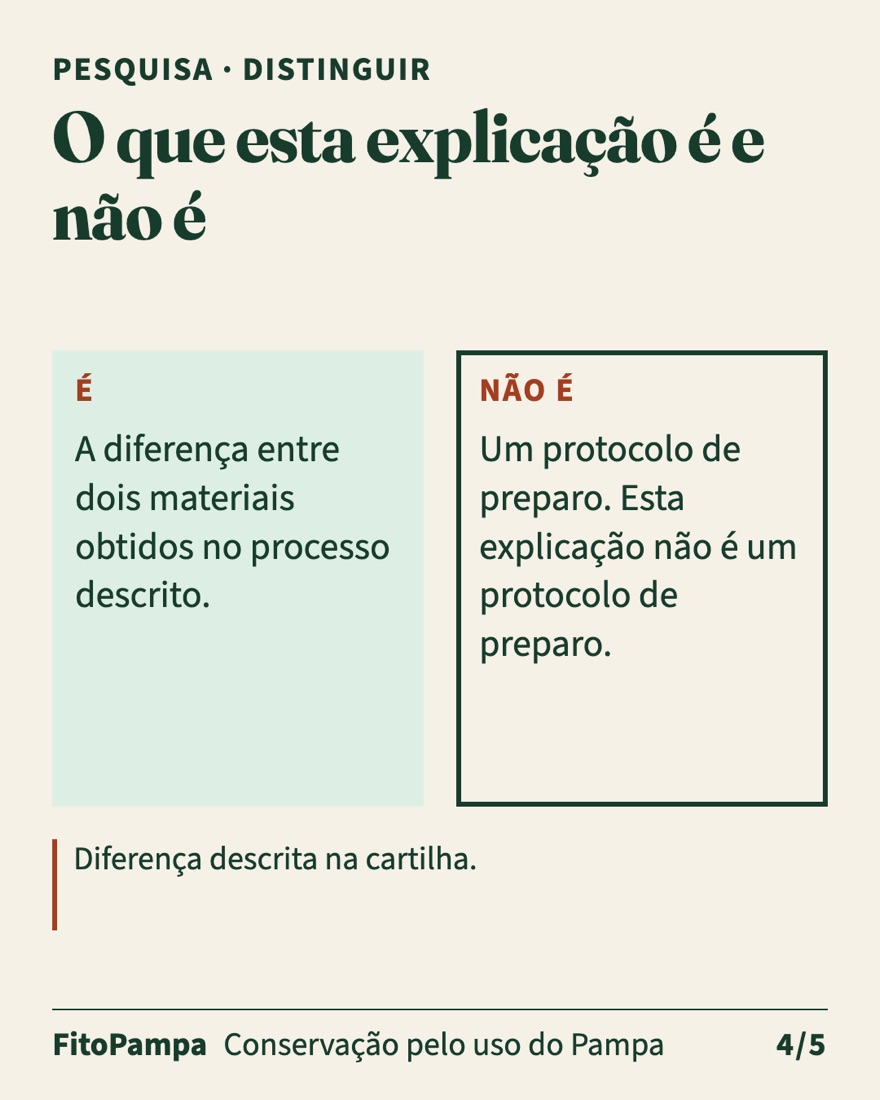 PESQUISA · DISTINGUIR
O que esta explicação é e
não é
É
A diferença entre
dois materiais
obtidos no processo
descrito.
NÃO É
Um protocolo de
preparo. Esta
explicação não é um
protocolo de
preparo.
Diferença descrita na cartilha.
FitoPampa Conservação pelo uso do Pampa 4/5